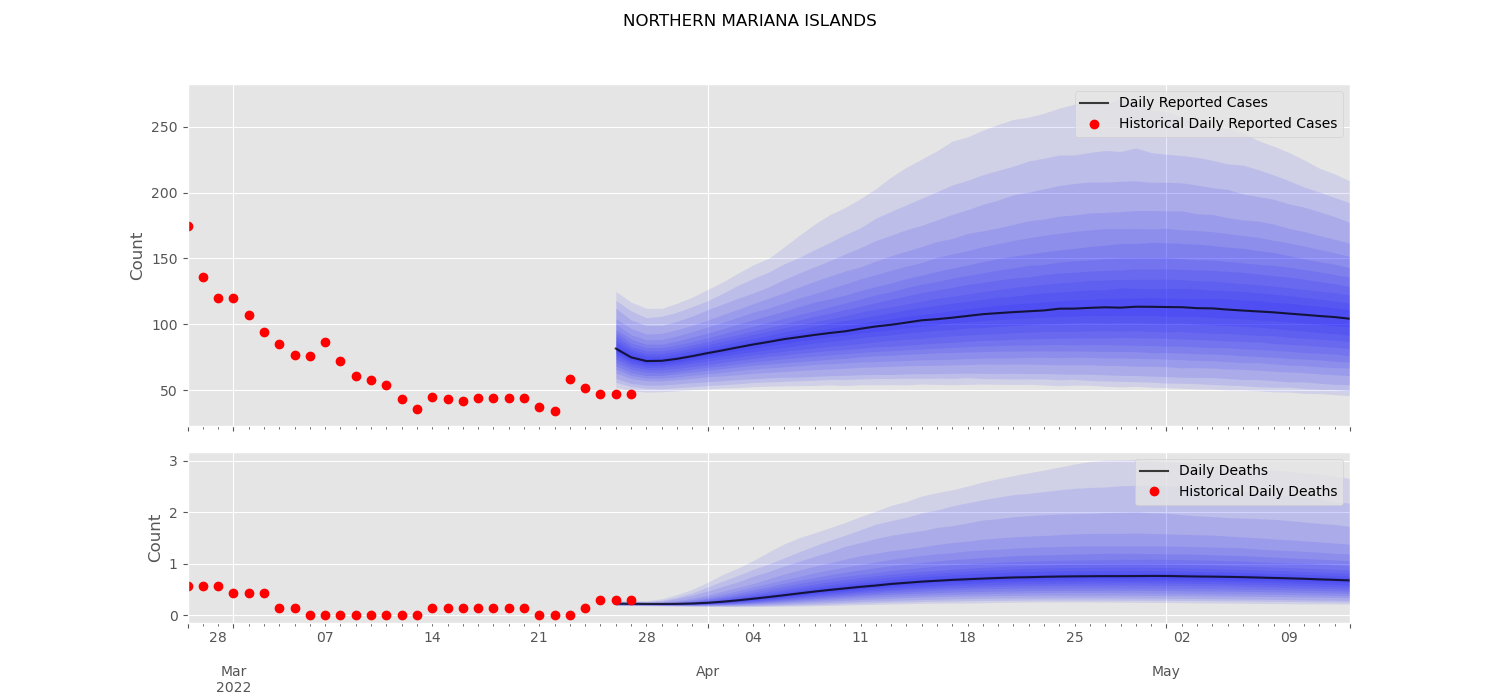 NORTHERN MARIANA ISLANDS
Count
250
200
150
100
50
Daily Reported Cases
Historical Daily Reported Cases
Count
3
2
1
0
Daily Deaths
Historical Daily Deaths
28 07 14 21 28 04 11 18 25 02 09
Mar Apr May
2022